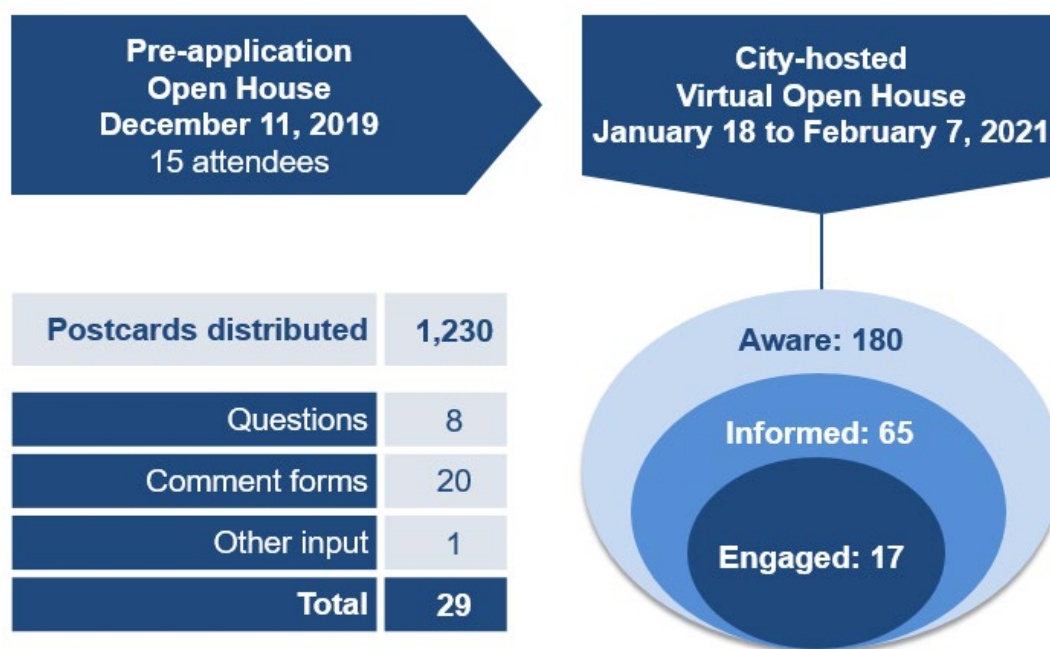 Pre-application
Open House
December 11, 2019
15 attendees
City-hosted
Virtual Open House
January 18 to February 7, 2021
Postcards distributed 1,230
Questions 8
Comment forms 20
Other input 1
Total 29
Aware: 180
Informed: 65
Engaged: 17